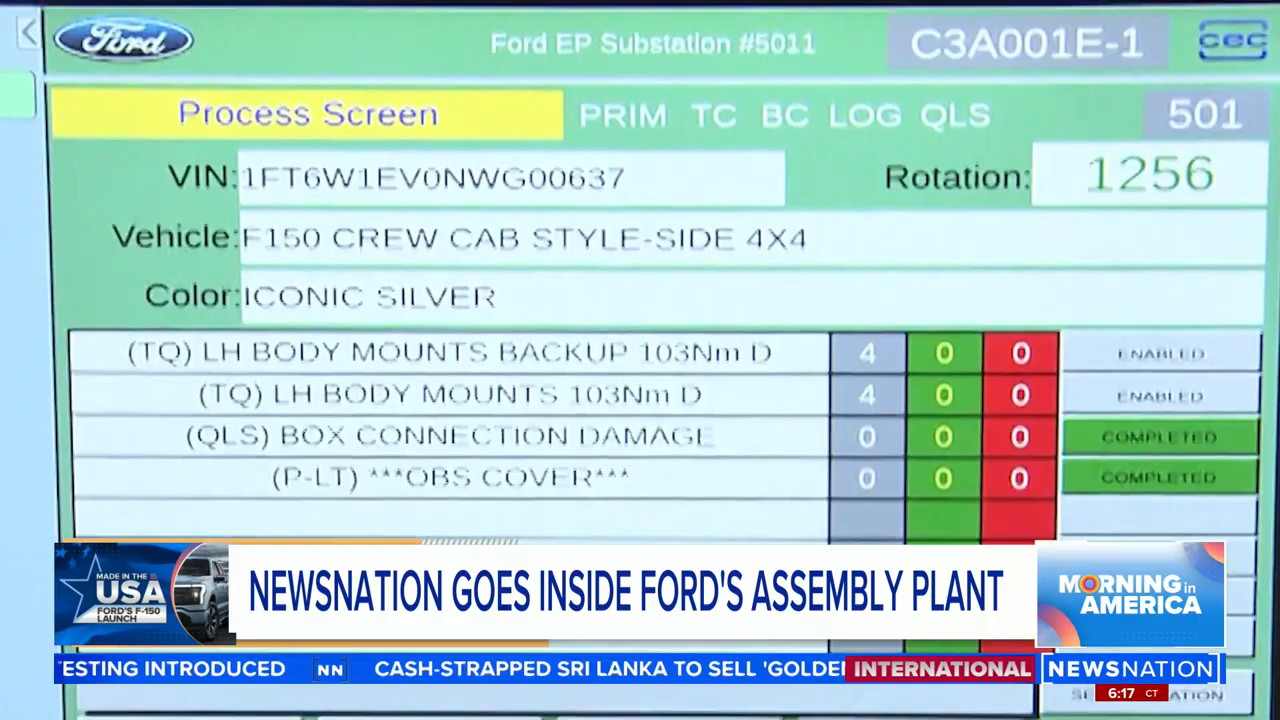 Ford
Ford EP Substation #5011
C3A001E-1
cec
Process Screen
PRIM TC BC LOG QLS
501
VIN: 1FT6W1EV0NWG00637
Rotation: 1256
Vehicle: F150 CREW CAB STYLE-SIDE 4X4
Color: ICONIC SILVER
(TQ) LH BODY MOUNTS BACKUP 103Nm D 4 0 0 ENABLED
(TQ) LH BODY MOUNTS 103Nm D 4 0 0 ENABLED
(QLS) BOX CONNECTION DAMAGE 0 0 0 COMPLETED
(P-LT) ***OBS COVER*** 0 0 0 COMPLETED
MADE IN THE
USA
FORD'S F-150
LAUNCH
NEWSNATION GOES INSIDE FORD'S ASSEMBLY PLANT
MORNING in
AMERICA
ESTING INTRODUCED NN CASH-STRAPPED SRI LANKA TO SELL 'GOLDE
INTERNATIONAL
NEWSNATION
6:17 CT